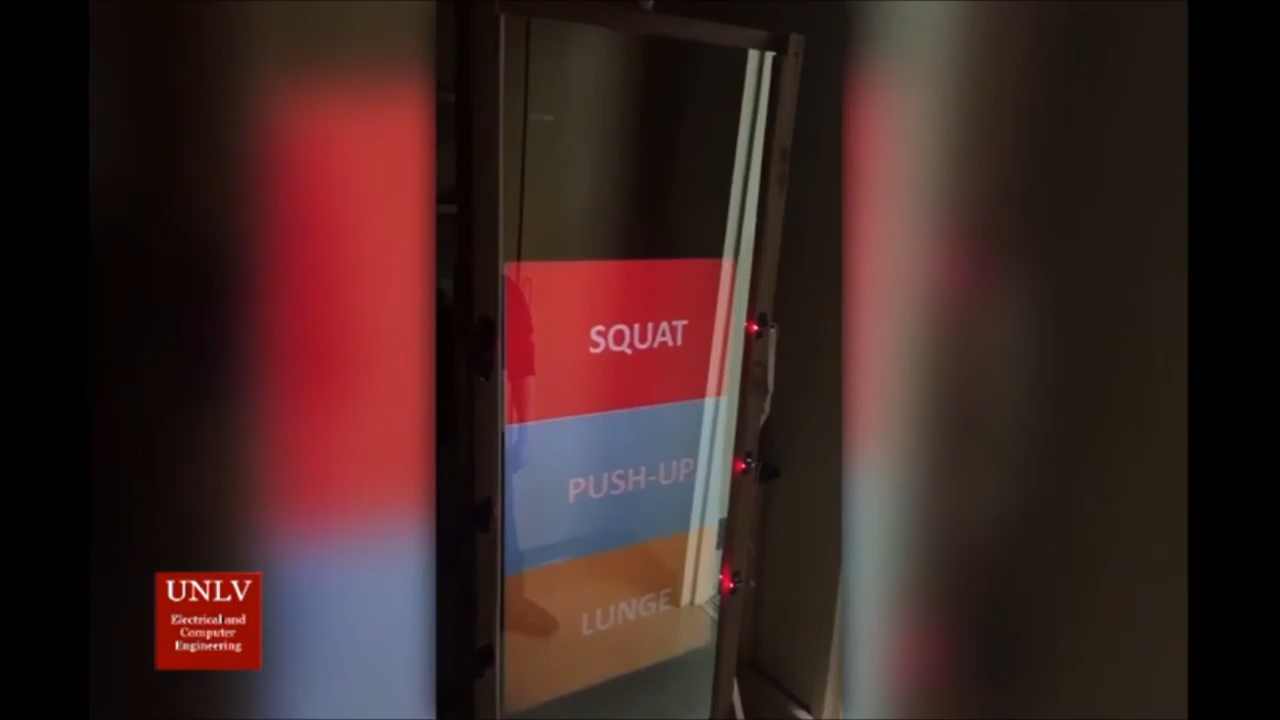 SQUAT
PUSH-UP
LUNGE
UNLV
Electrical and
Computer
Engineering